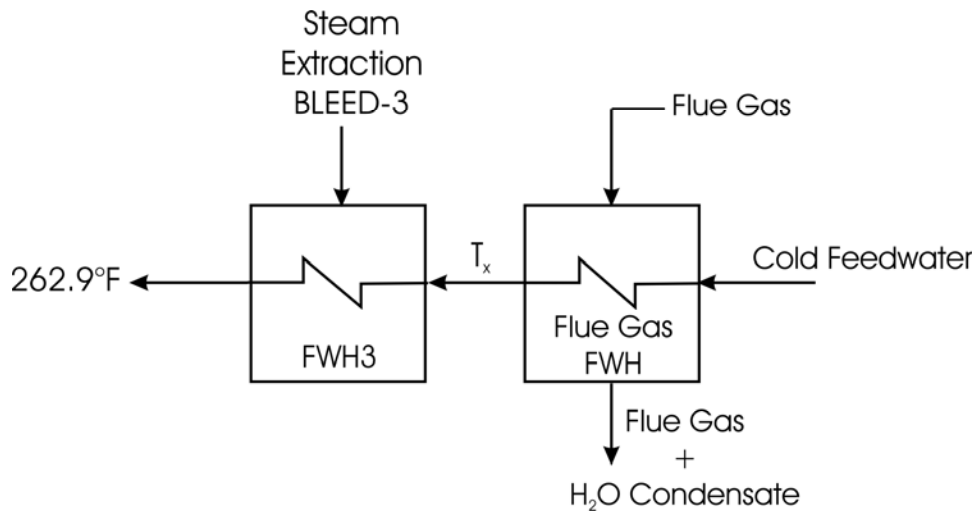 Steam
Extraction
BLEED-3
Flue Gas
262.9°F
Tₓ
Cold Feedwater
FWH3
Flue Gas
FWH
Flue Gas
+
H₂O Condensate